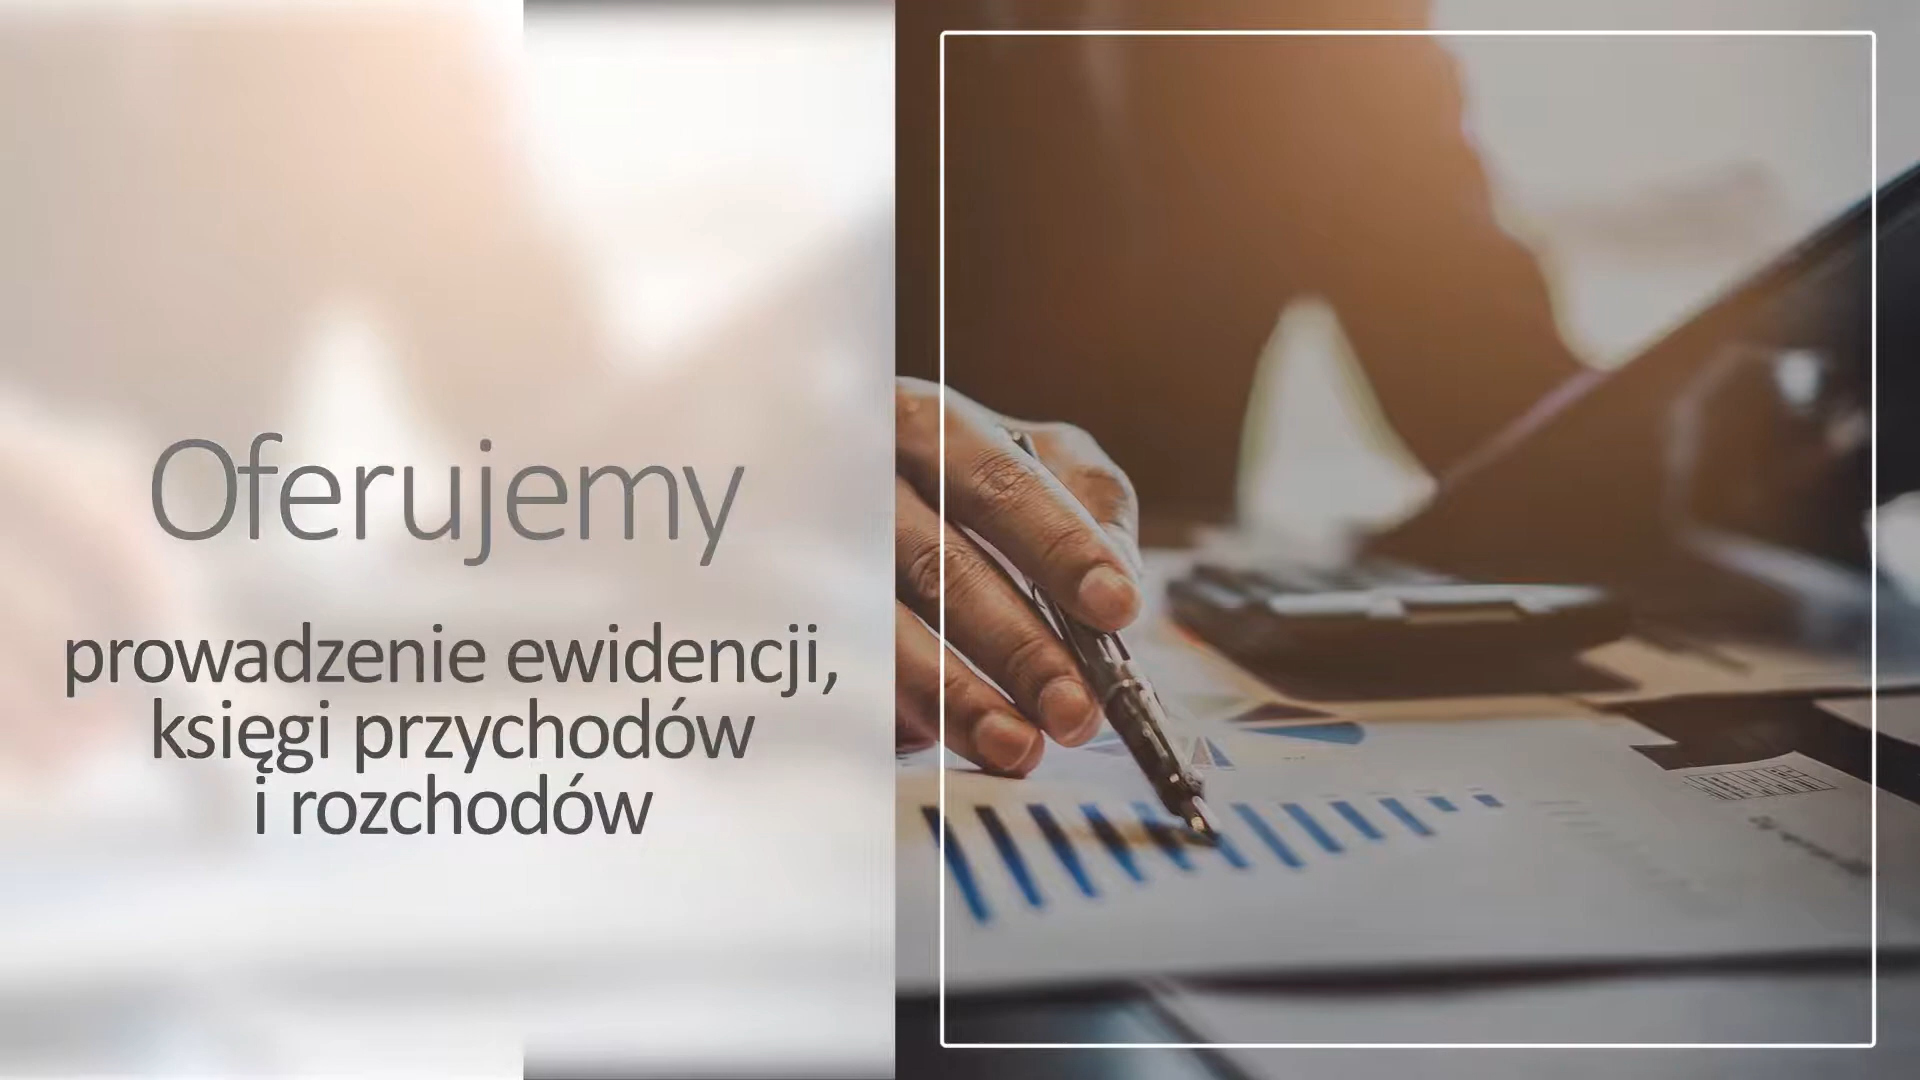 Oferujemy
prowadzenie ewidencji,
księgi przychodów
i rozchodów